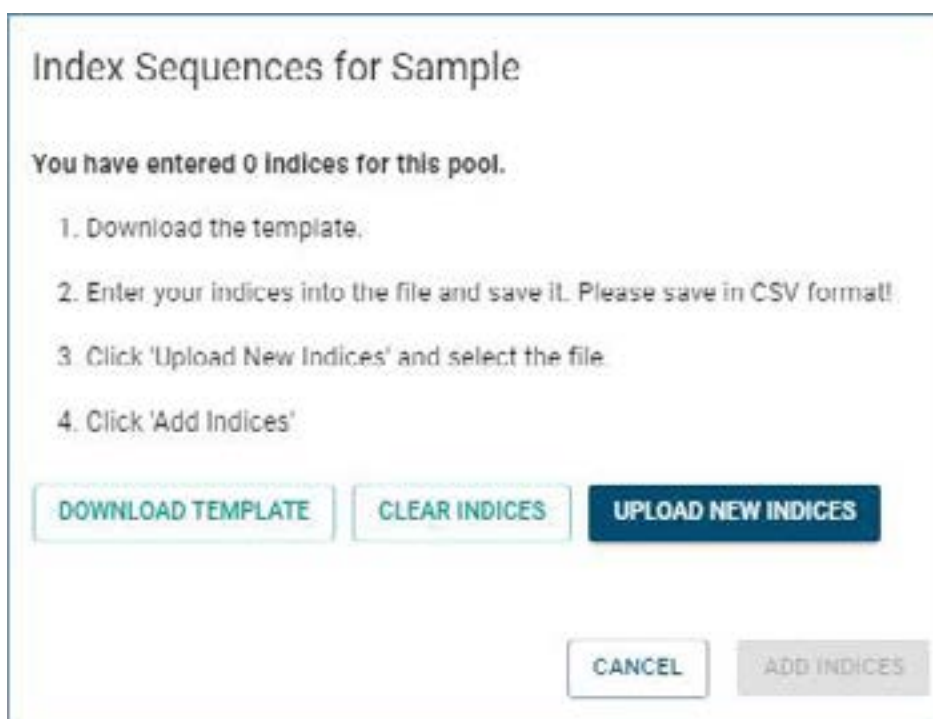 Index Sequences for Sample
You have entered 0 indices for this pool.
1. Download the template.
2. Enter your indices into the file and save it. Please save in CSV format!
3. Click 'Upload New Indices' and select the file.
4. Click 'Add Indices'
DOWNLOAD TEMPLATE CLEAR INDICES UPLOAD NEW INDICES
CANCEL ADD INDICES